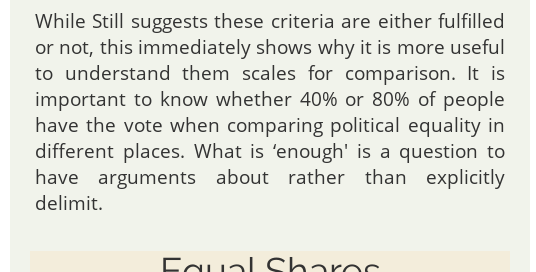 While Still suggests these criteria are either fulfilled
or not, this immediately shows why it is more useful
to understand them scales for comparison. It is
important to know whether 40% or 80% of people
have the vote when comparing political equality in
different places. What is ‘enough' is a question to
have arguments about rather than explicitly
delimit.
Equal Shares